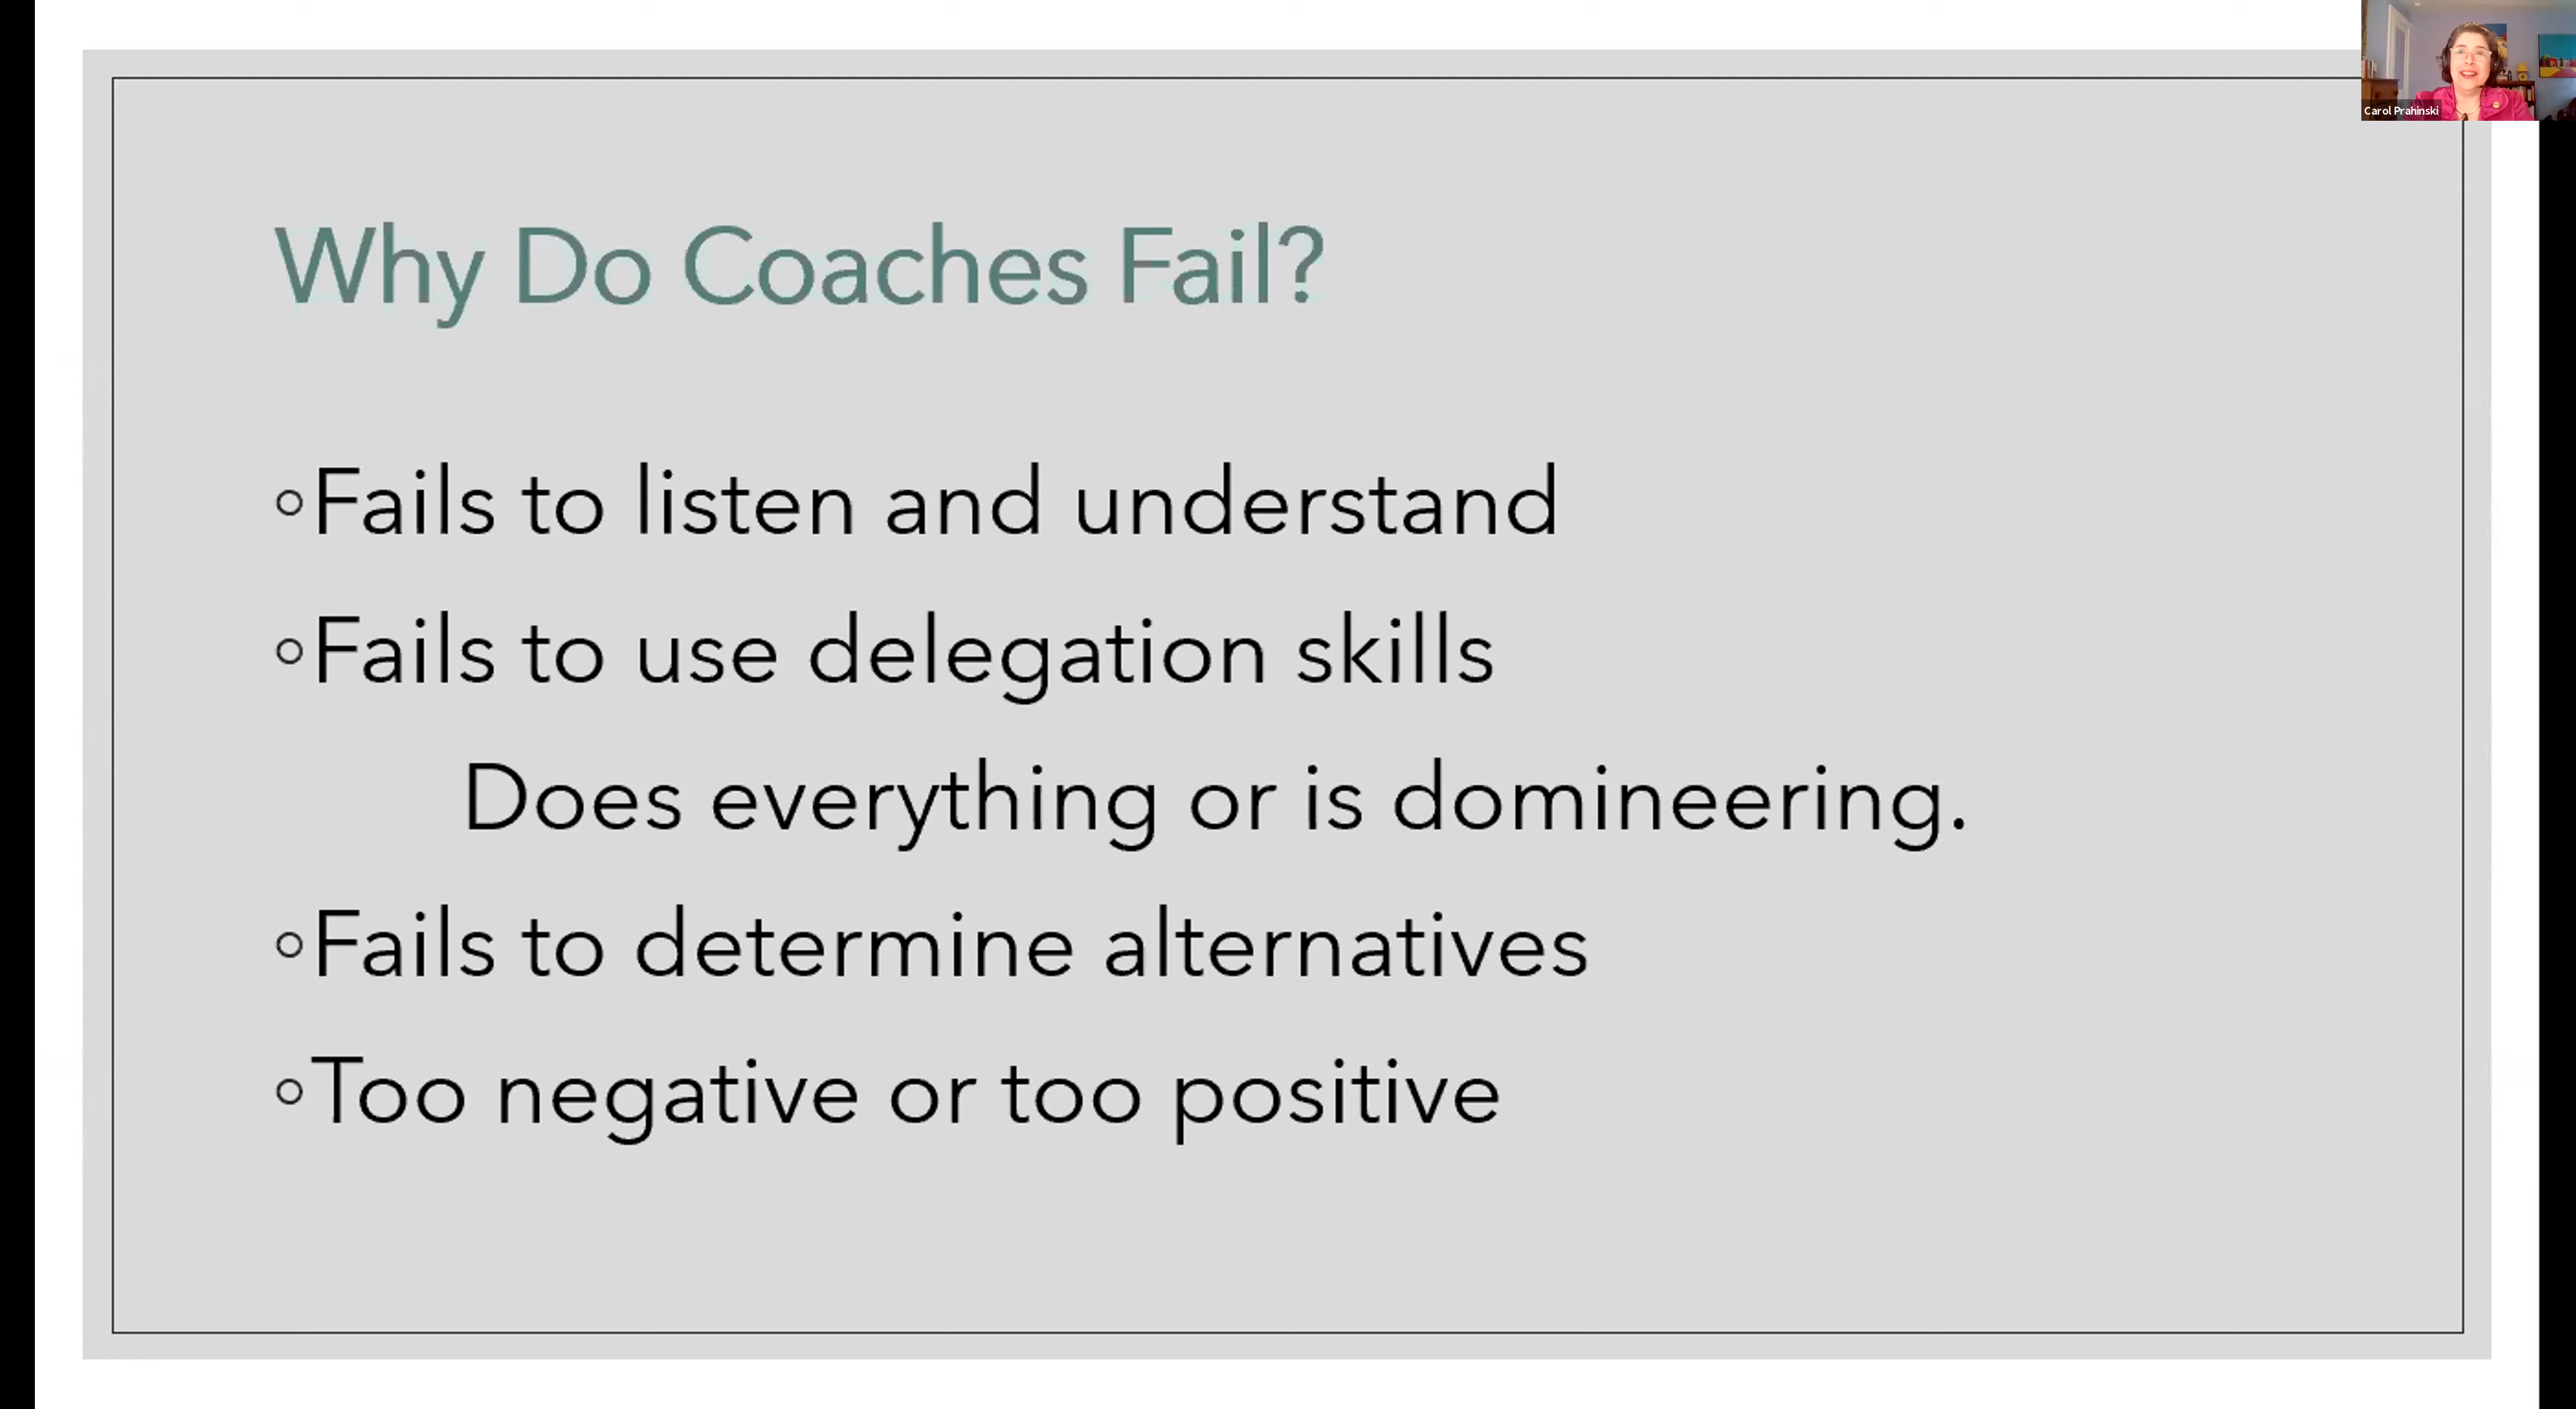 Carol Prahinski
Why Do Coaches Fail?
◦Fails to listen and understand
◦Fails to use delegation skills
Does everything or is domineering.
◦Fails to determine alternatives
◦Too negative or too positive